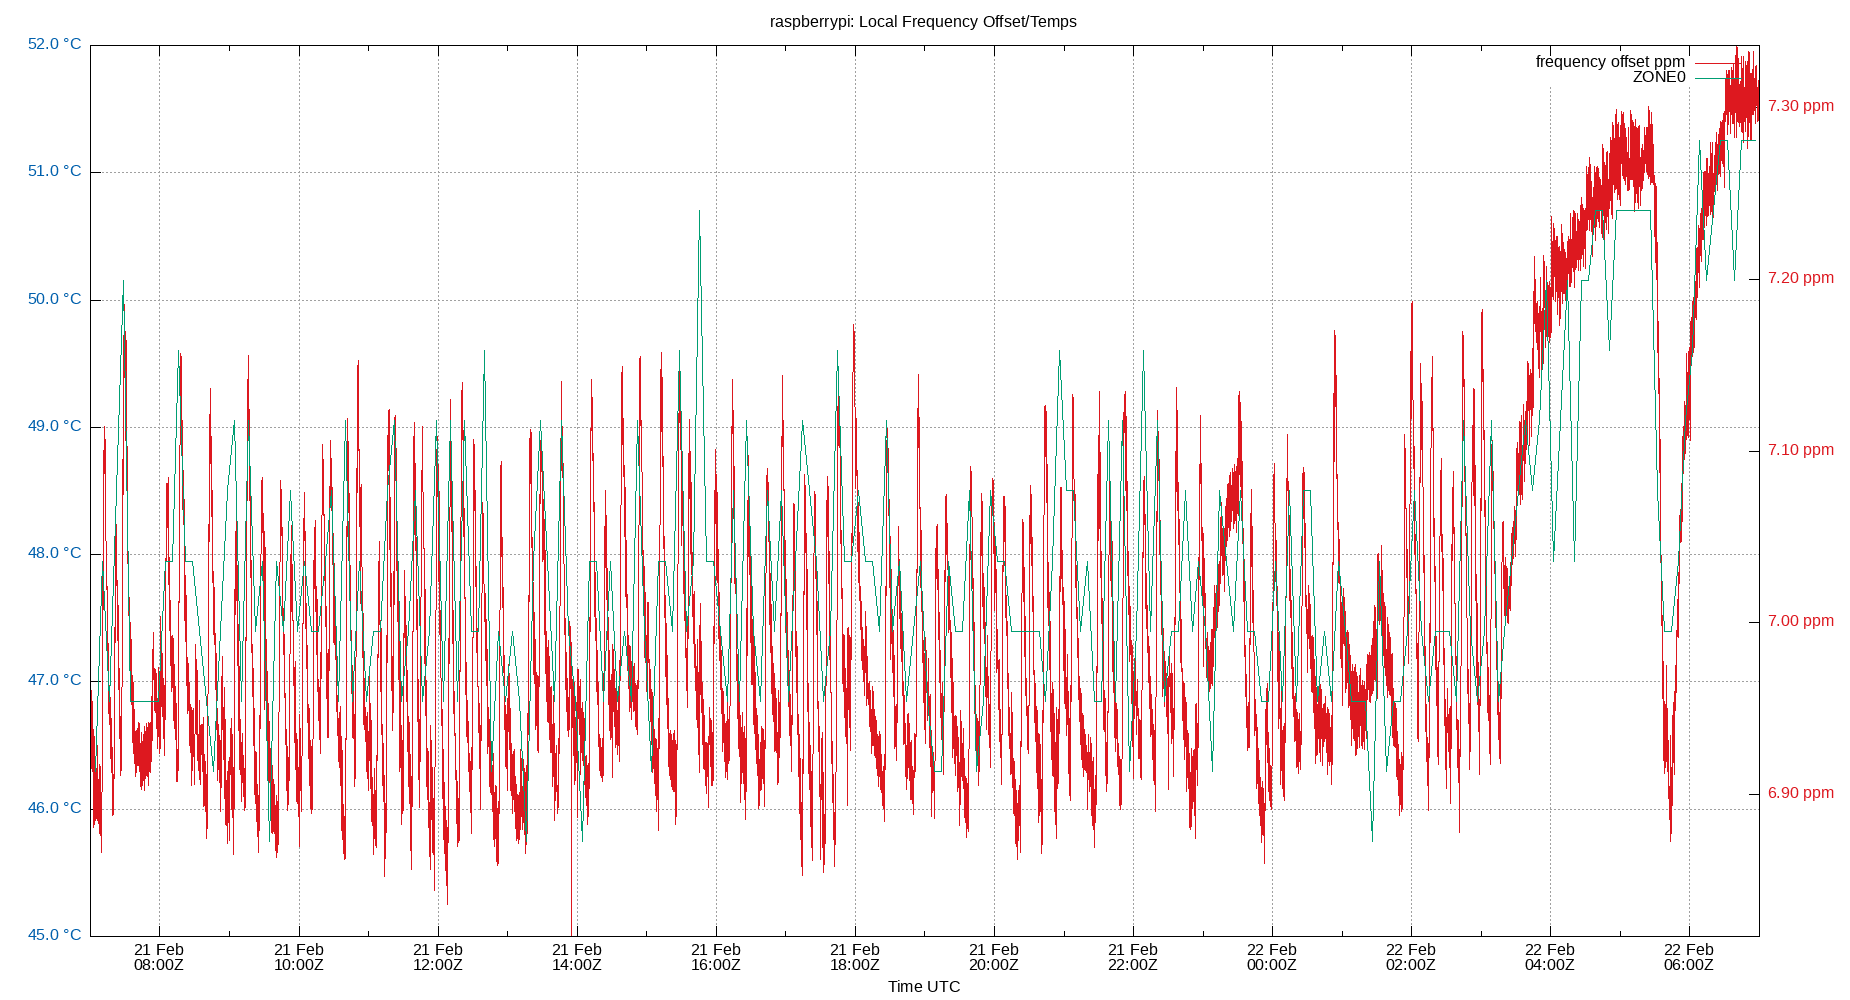 raspberrypi: Local Frequency Offset/Temps
52.0 °C
51.0 °C
50.0 °C
49.0 °C
48.0 °C
47.0 °C
46.0 °C
45.0 °C
frequency offset ppm
ZONE0
7.30 ppm
7.20 ppm
7.10 ppm
7.00 ppm
6.90 ppm
21 Feb
08:00Z
21 Feb
10:00Z
21 Feb
12:00Z
21 Feb
14:00Z
21 Feb
16:00Z
21 Feb
18:00Z
21 Feb
20:00Z
21 Feb
22:00Z
22 Feb
00:00Z
22 Feb
02:00Z
22 Feb
04:00Z
22 Feb
06:00Z
Time UTC